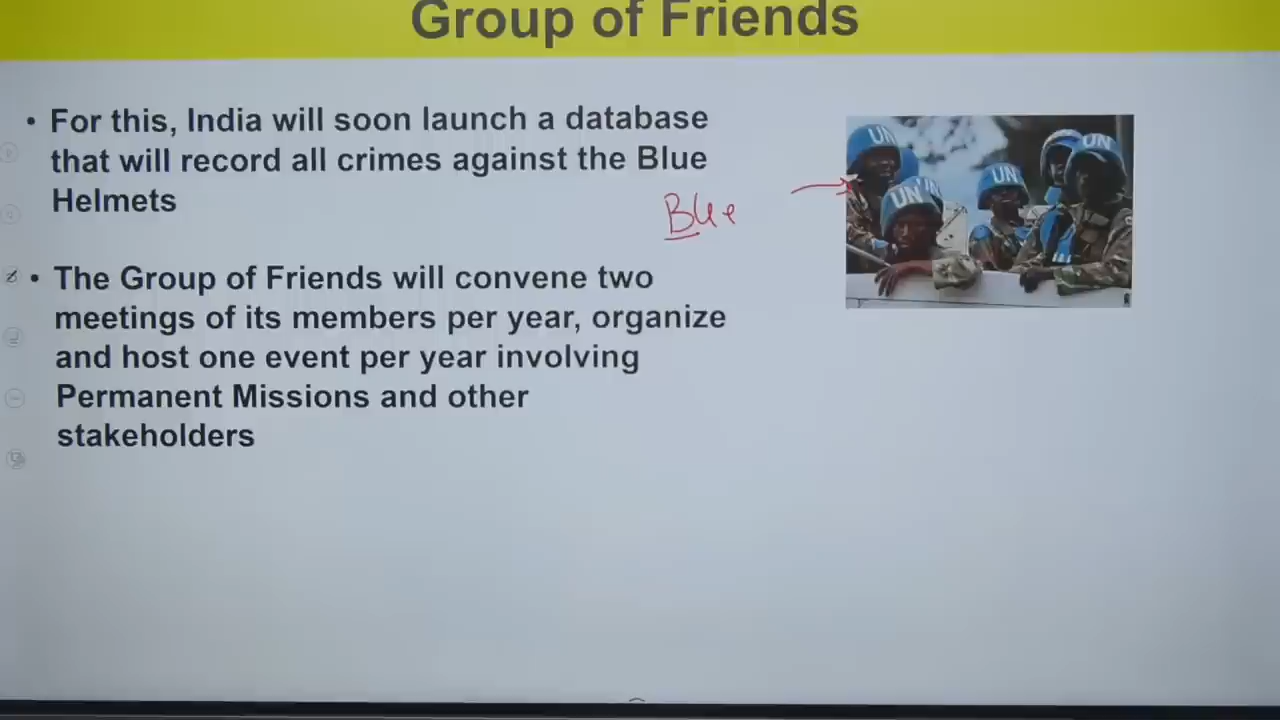 Group of Friends
• For this, India will soon launch a database
that will record all crimes against the Blue
Helmets
Blue
• The Group of Friends will convene two
meetings of its members per year, organize
and host one event per year involving
Permanent Missions and other
stakeholders
UN
UN
UN
UN